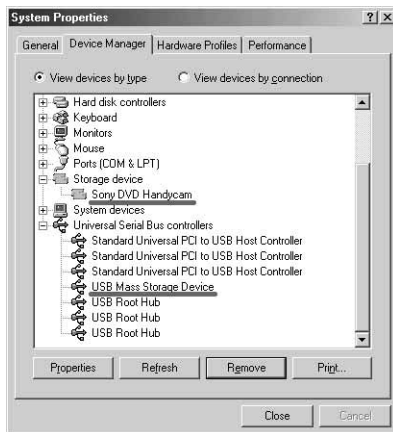 System Properties
General Device Manager Hardware Profiles Performance
View devices by type View devices by connection
Hard disk controllers
Keyboard
Monitors
Mouse
Ports (COM & LPT)
Storage device
Sony DVD Handycam
System devices
Universal Serial Bus controllers
Standard Universal PCI to USB Host Controller
Standard Universal PCI to USB Host Controller
Standard Universal PCI to USB Host Controller
USB Mass Storage Device
USB Root Hub
USB Root Hub
USB Root Hub
Properties Refresh Remove Print...
Close Cancel